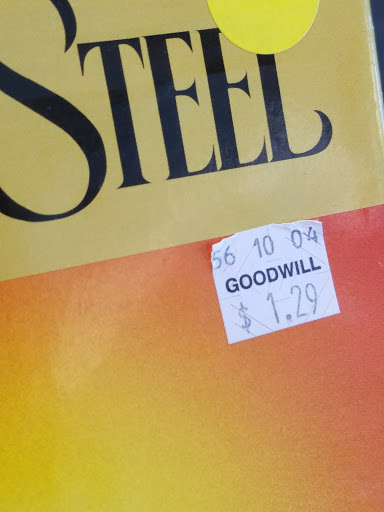 STEEL
56 10 04
GOODWILL
$ 1.29